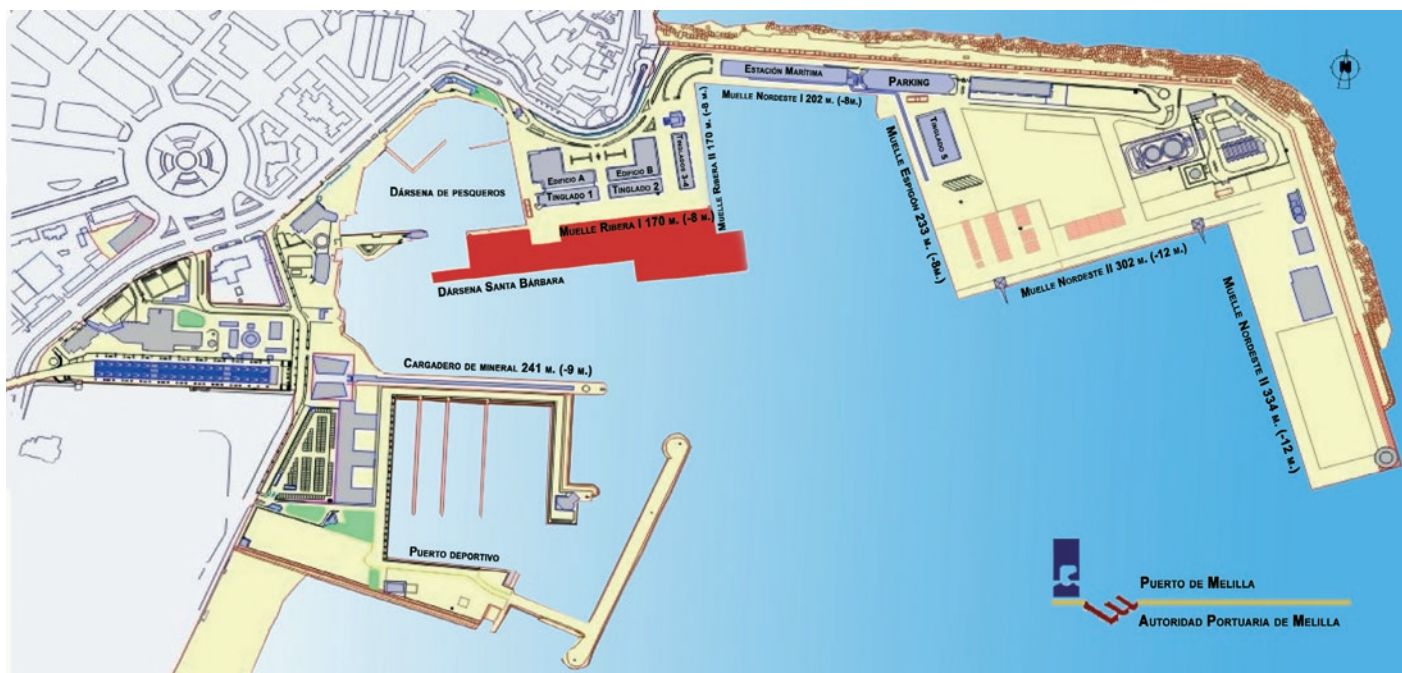 N
Estación Marítima
Parking
Muelle Nordeste I 202 m. (-8m.)
Muelle Ribera II 170 m. (-8 m.)
Tinglados 3-4
Tinglado 5
Muelle Espigón 233 m. (-8m.)
Edificio A
Edificio B
Tinglado 1
Tinglado 2
Dársena de pesqueros
Muelle Ribera I 170 m. (-8 m.)
Dársena Santa Bárbara
Muelle Nordeste II 302 m. (-12 m.)
Muelle Nordeste II 334 m. (-12 m.)
Cargadero de mineral 241 m. (-9 m.)
Puerto deportivo
Puerto de Melilla
Autoridad Portuaria de Melilla